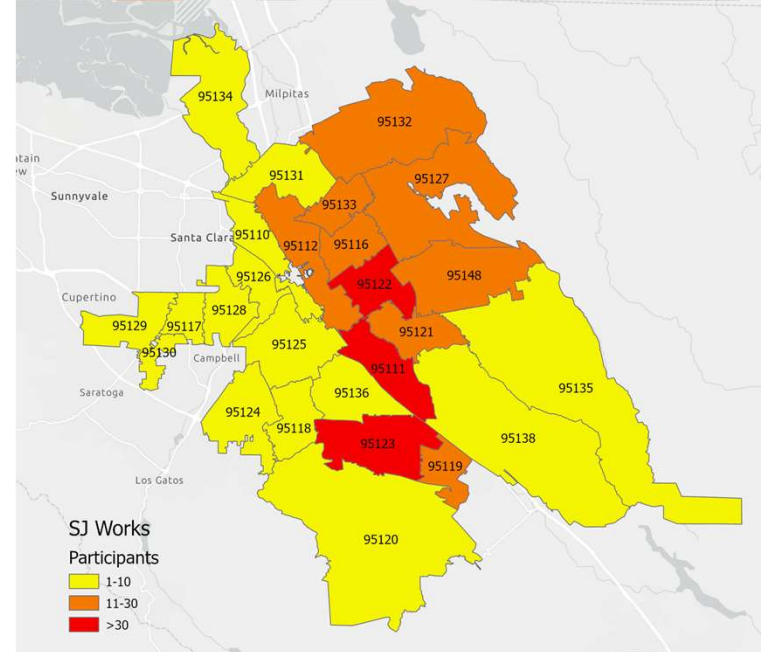 95134
Milpitas
95132
tain
ew
95131
95127
Sunnyvale
95133
95110
Santa Clara
95112
95116
95126
95148
95122
Cupertino
95128
95129
95117
95121
95125
95130
Campbell
95111
95135
95136
Saratoga
95124
95118
95138
95123
95119
Los Gatos
95120
SJ Works
Participants
1-10
11-30
>30